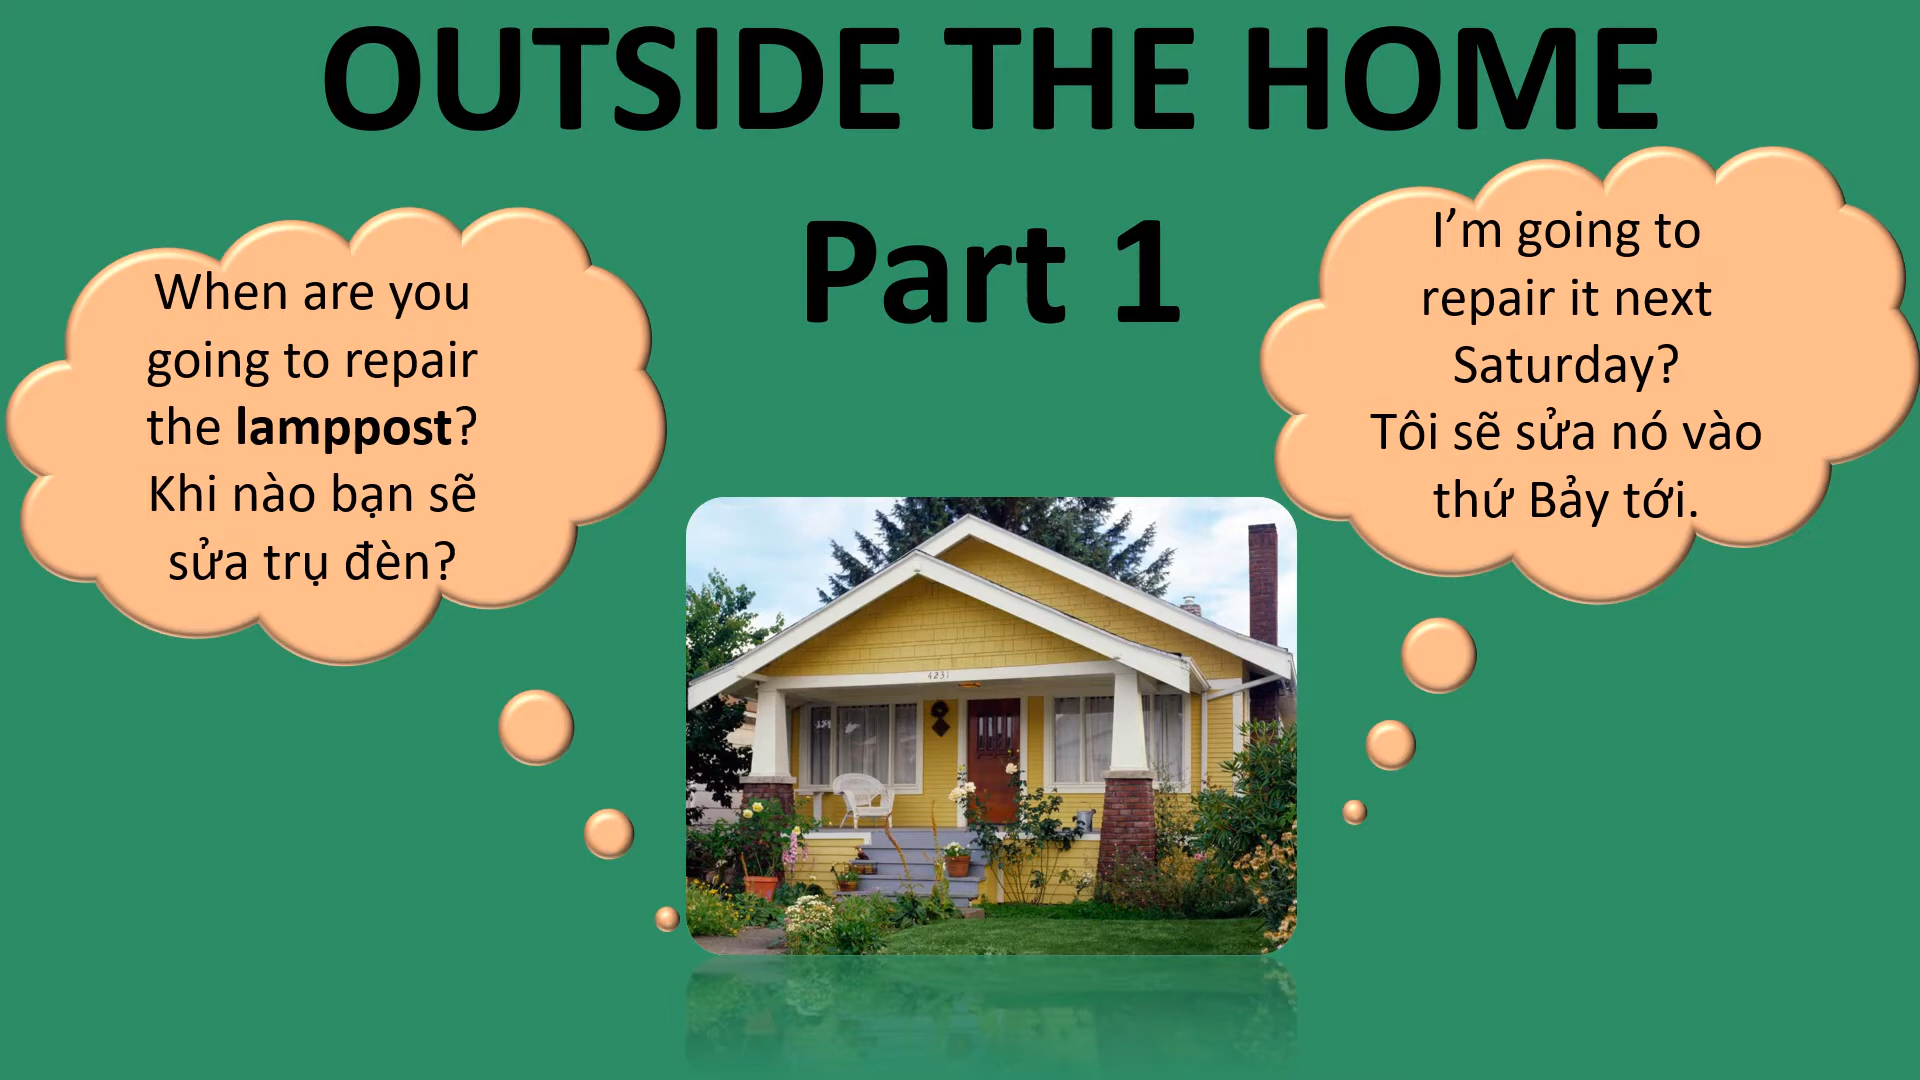 OUTSIDE THE HOME
Part 1
When are you
going to repair
the lamppost?
Khi nào bạn sẽ
sửa trụ đèn?
I’m going to
repair it next
Saturday?
Tôi sẽ sửa nó vào
thứ Bảy tới.
4231